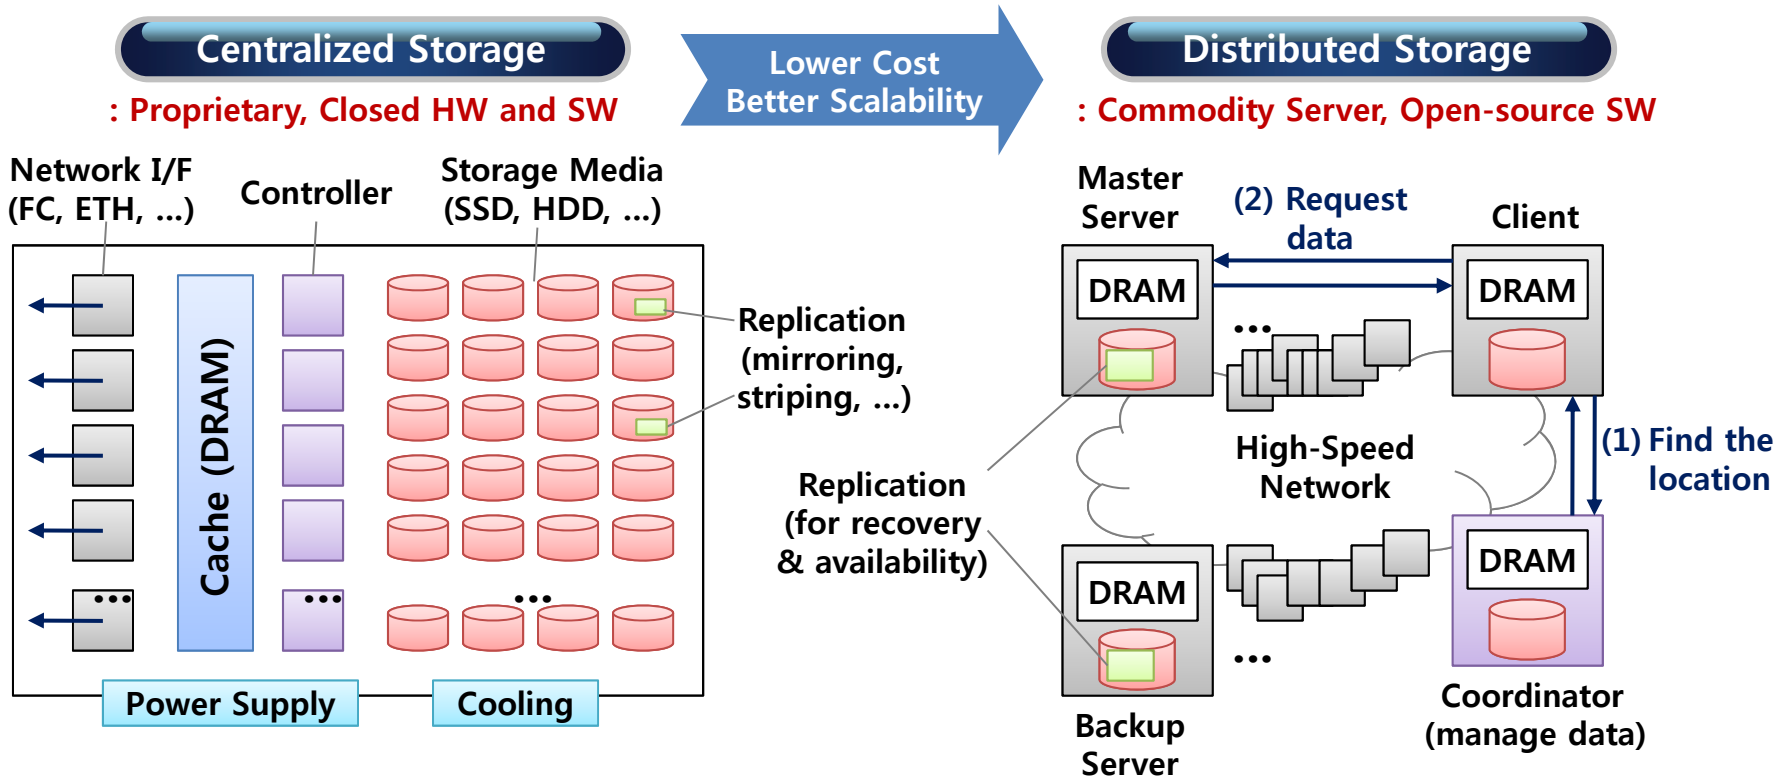 Centralized Storage
: Proprietary, Closed HW and SW
Lower Cost
Better Scalability
Distributed Storage
: Commodity Server, Open-source SW
Network I/F
(FC, ETH, ...)
Controller
Storage Media
(SSD, HDD, ...)
Cache (DRAM)
...
...
...
Replication
(mirroring,
striping, ...)
Power Supply
Cooling
Master
Server
(2) Request
data
Client
DRAM
DRAM
...
High-Speed
Network
(1) Find the
location
Replication
(for recovery
& availability)
DRAM
DRAM
...
Backup
Server
Coordinator
(manage data)